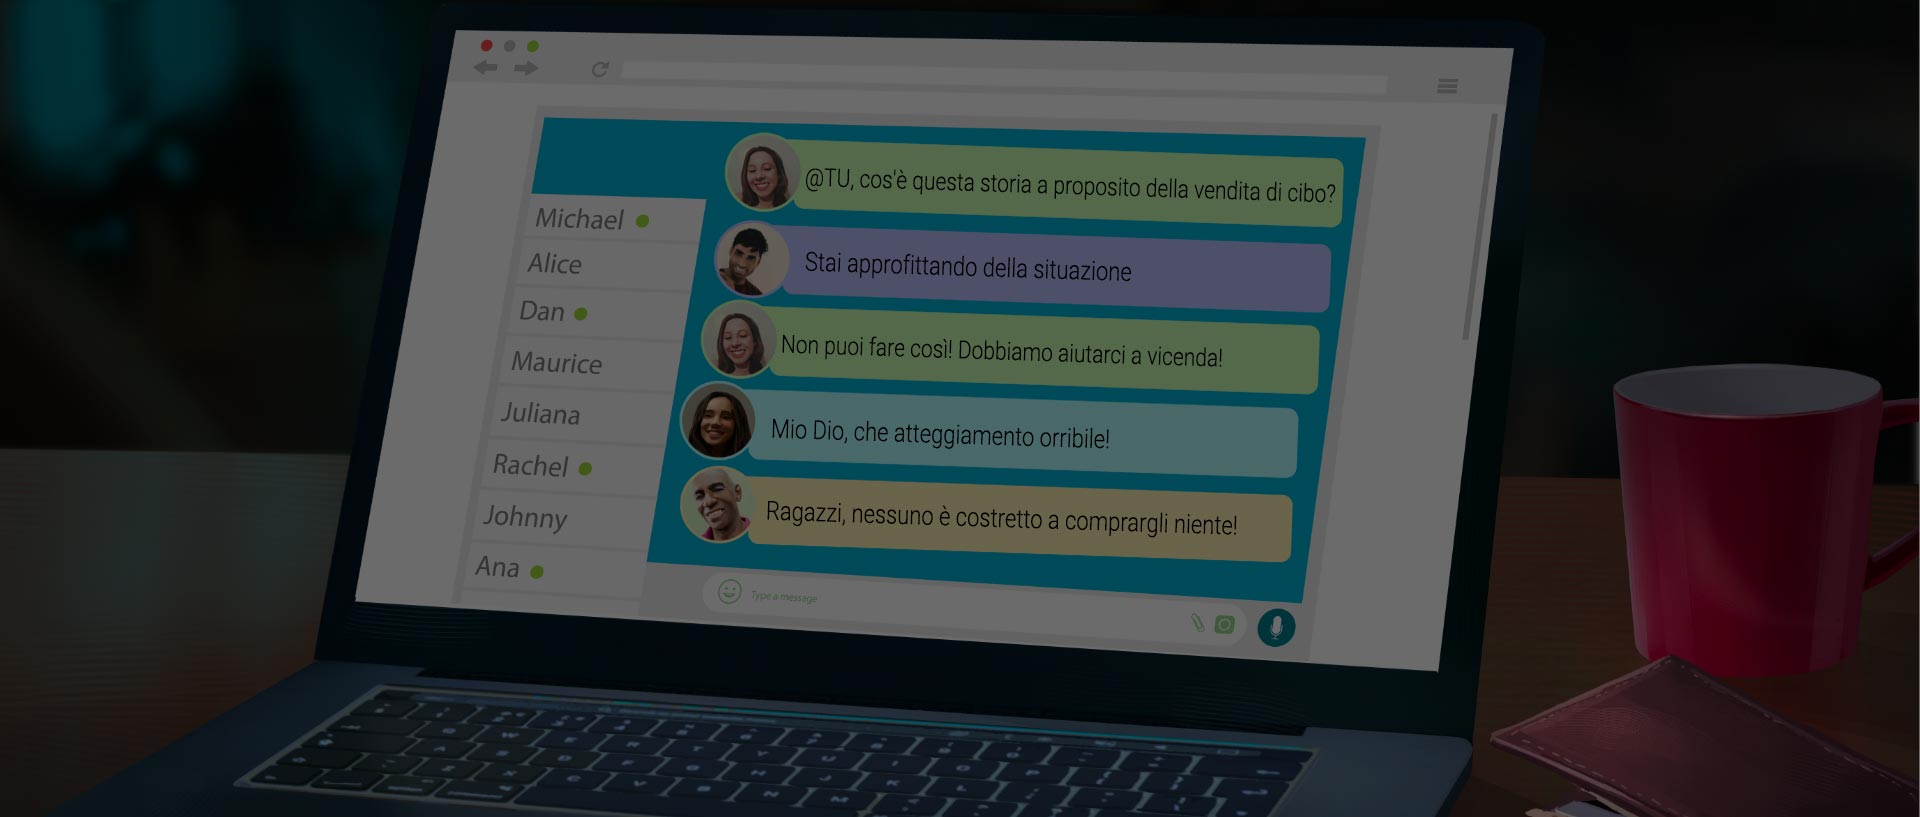 @TU, cos'è questa storia a proposito della vendita di cibo?
Stai approfittando della situazione
Non puoi fare così! Dobbiamo aiutarci a vicenda!
Mio Dio, che atteggiamento orribile!
Ragazzi, nessuno è costretto a comprargli niente!
Type a message
Michael
Alice
Dan
Maurice
Juliana
Rachel
Johnny
Ana